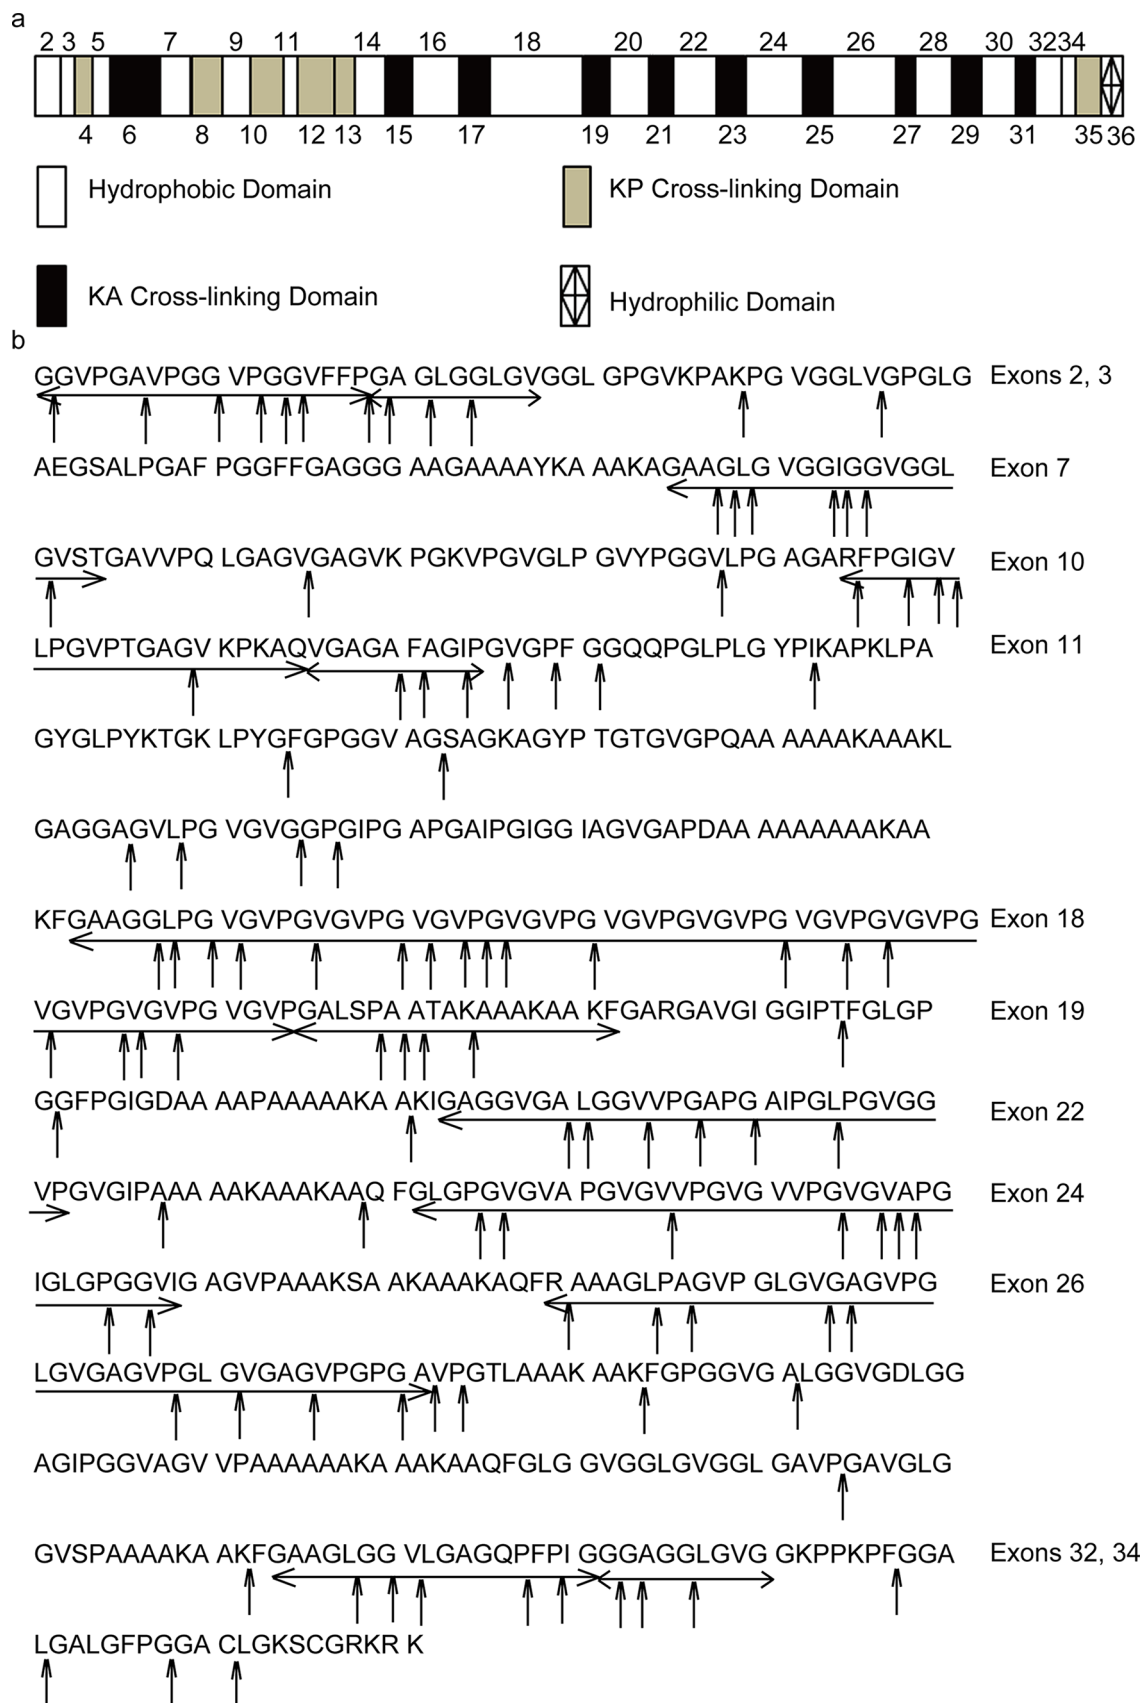 a
2 3 5 7 9 11 14 16 18 20 22 24 26 28 30 32 34
4 6 8 10 12 13 15 17 19 21 23 25 27 29 31 35 36
Hydrophobic Domain
KP Cross-linking Domain
KA Cross-linking Domain
Hydrophilic Domain
b
GGVPGAVPGG VPGGVFFPGA GLGGLGVGGL GPGVKPAKPG VGGLVGPGLG Exons 2, 3
AEGSALPGAF PGGFFGAGGG AAGAAAAYKA AAKAGAAGLG VGGIGGVGGL Exon 7
GVSTGAVVPQ LGAGVGAGVK PGKVPGVGLP GVYPGGVLPG AGARFPGIGV Exon 10
LPGVPTGAGV KPKAQVGAGA FAGIPGVGPF GGQQPGLPLG YPIKAPKLPA Exon 11
GYGLPYKTGK LPYGFGPGGV AGSAGKAGYP TGTGVGPQAA AAAAAKAAAKL
GAGGAGVLPG VGVGGPGIPG APGAIPGIGG IAGVGAPDAA AAAAAAAKAA
KFGAAGGLPG VGVPGVGVPG VGVPGVGVPG VGVPGVGVPG VGVPGVGVPG Exon 18
VGVPGVGVPG VGVPGALSPA ATAKAAAKAA KFGARGAVGI GGIPTFGLGP Exon 19
GGFPGIGDAA AAPAAAAAKA AKIGAGGVGA LGGVVPGAPG AIPGLPGVGG Exon 22
VPGVGIPAAA AAKAAAKAAQ FGLGPGVGVA PGVGVVPGVG VVPGVGVAPG Exon 24
IGLGPGGVIG AGVPAAAKSA AKAAAKAQFR AAAGLPAGVP GLGVGAGVPG Exon 26
LGVGAGVPGL GVGAGVPGPG AVPGTLAAAK AAKFGPGGVG ALGGVGDLGG
AGIPGGVAGV VPAAAAAAKA AAKAAQFGLG GVGGLGVGGL GAVPGAVGLG
GVSPAAAAKA AKFGAAGLGG VLGAGQPFPI GGGAGGLGVG GKPPKPFGGA Exons 32, 34
LGALGFPGGA CLGKSCGRKR K